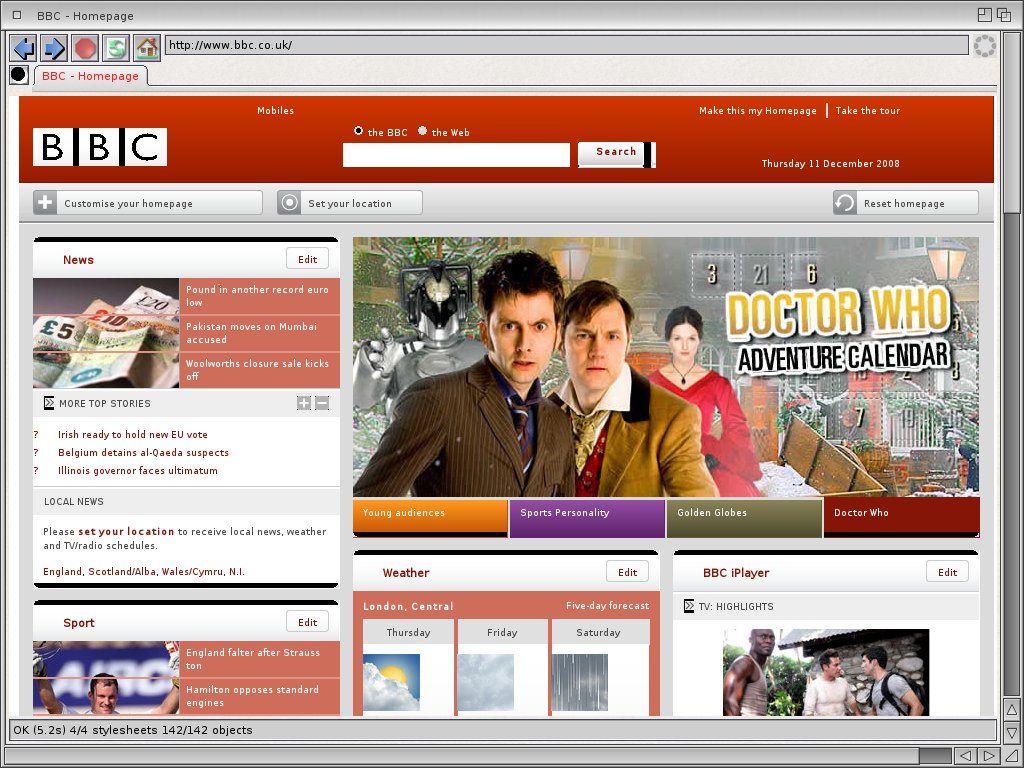 BBC - Homepage
http://www.bbc.co.uk/
BBC - Homepage
Mobiles
Make this my Homepage
Take the tour
BBC
the BBC
the Web
Search
Thursday 11 December 2008
Customise your homepage
Set your location
Reset homepage
News
Edit
£20
£10
£5
Pound in another record euro
low
Pakistan moves on Mumbai
accused
Woolworths closure sale kicks
off
MORE TOP STORIES
? Irish ready to hold new EU vote
? Belgium detains al-Qaeda suspects
? Illinois governor faces ultimatum
LOCAL NEWS
Please set your location to receive local news, weather
and TV/radio schedules.
England, Scotland/Alba, Wales/Cymru, N.I.
Sport
Edit
England falter after Strauss
ton
Hamilton opposes standard
engines
3 21 6
DOCTOR WHO
ADVENTURE CALENDAR
7
Young audiences
Sports Personality
Golden Globes
Doctor Who
Weather
Edit
London, Central
Five-day forecast
Thursday
Friday
Saturday
BBC iPlayer
Edit
TV: HIGHLIGHTS
OK (5.2s) 4/4 stylesheets 142/142 objects